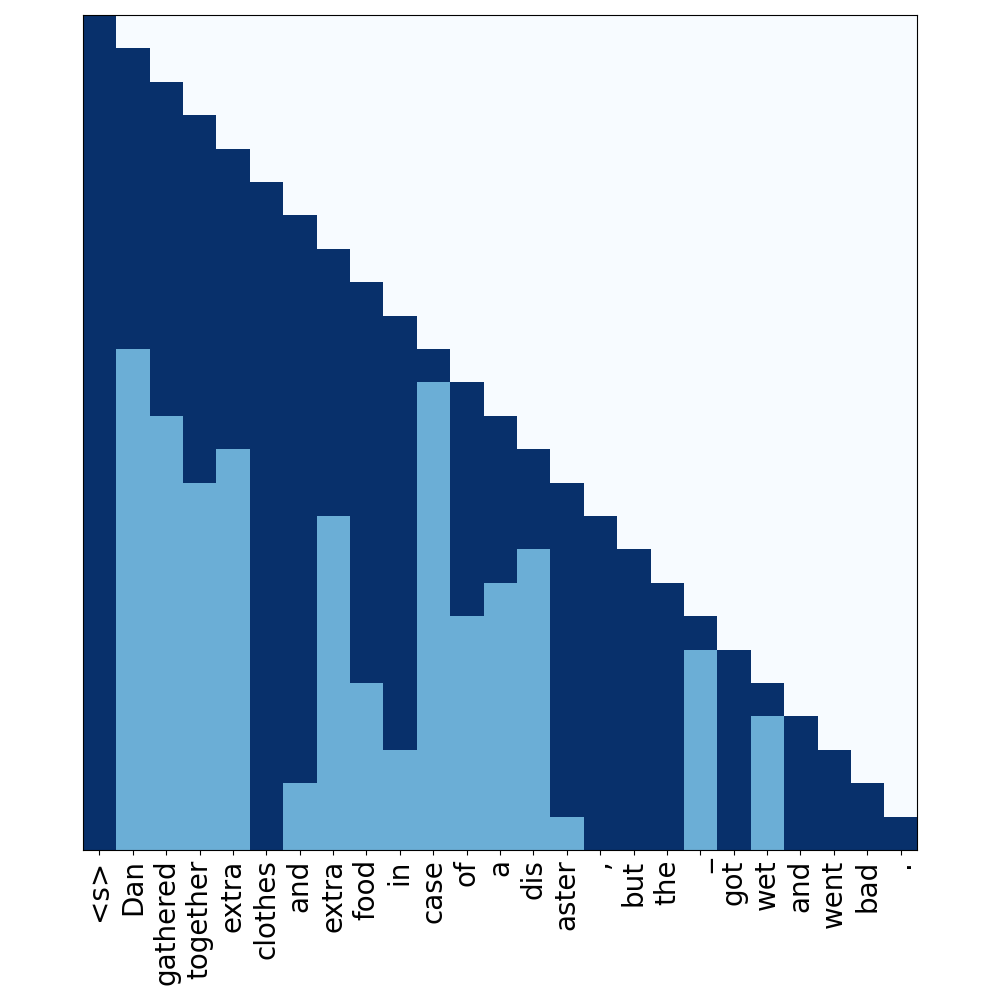 <s>
Dan
gathered
together
extra
clothes
and
extra
food
in
case
of
a
dis
aster
,
but
the
_
got
wet
and
went
bad
.